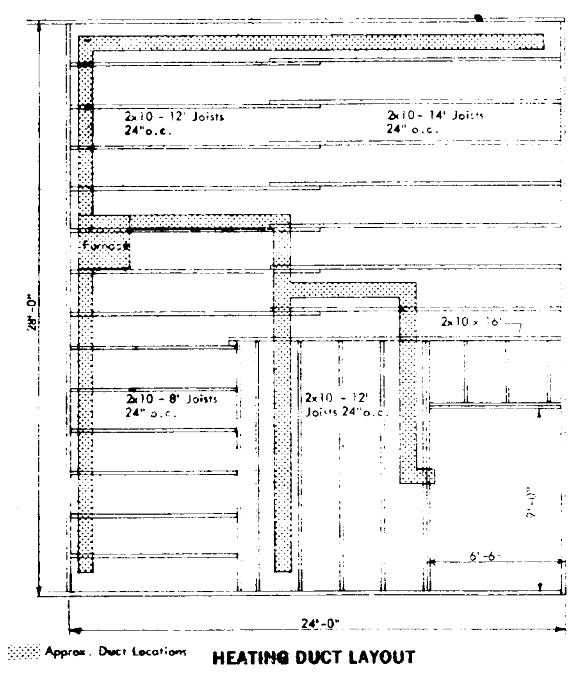 2x10 - 12' Joists
24"o.c.
2x10 - 14' Joists
24" o.c.
Furnace
28'-0"
2x10 x 16'
2x10 - 8' Joists
24" o.c.
2x10 - 12'
Joists 24"o.c.
9'-0"
6'-6
24'-0"
Approx. Duct Locations
HEATING DUCT LAYOUT